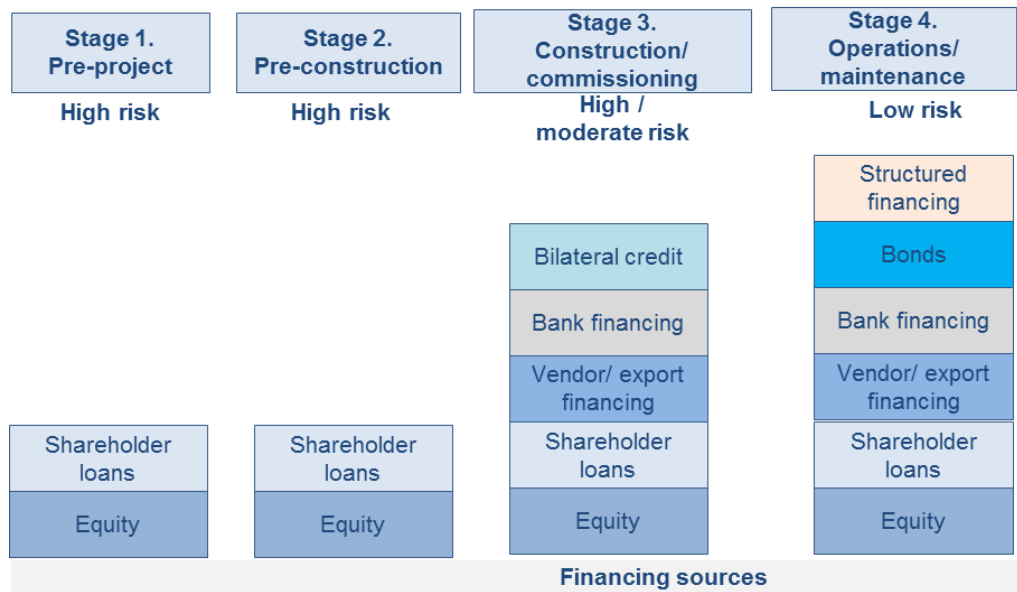 Stage 1.
Pre-project
High risk
Stage 2.
Pre-construction
High risk
Stage 3.
Construction/
commissioning
High /
moderate risk
Stage 4.
Operations/
maintenance
Low risk
Shareholder
loans
Equity
Shareholder
loans
Equity
Bilateral credit
Bank financing
Vendor/ export
financing
Shareholder
loans
Equity
Structured
financing
Bonds
Bank financing
Vendor/ export
financing
Shareholder
loans
Equity
Financing sources